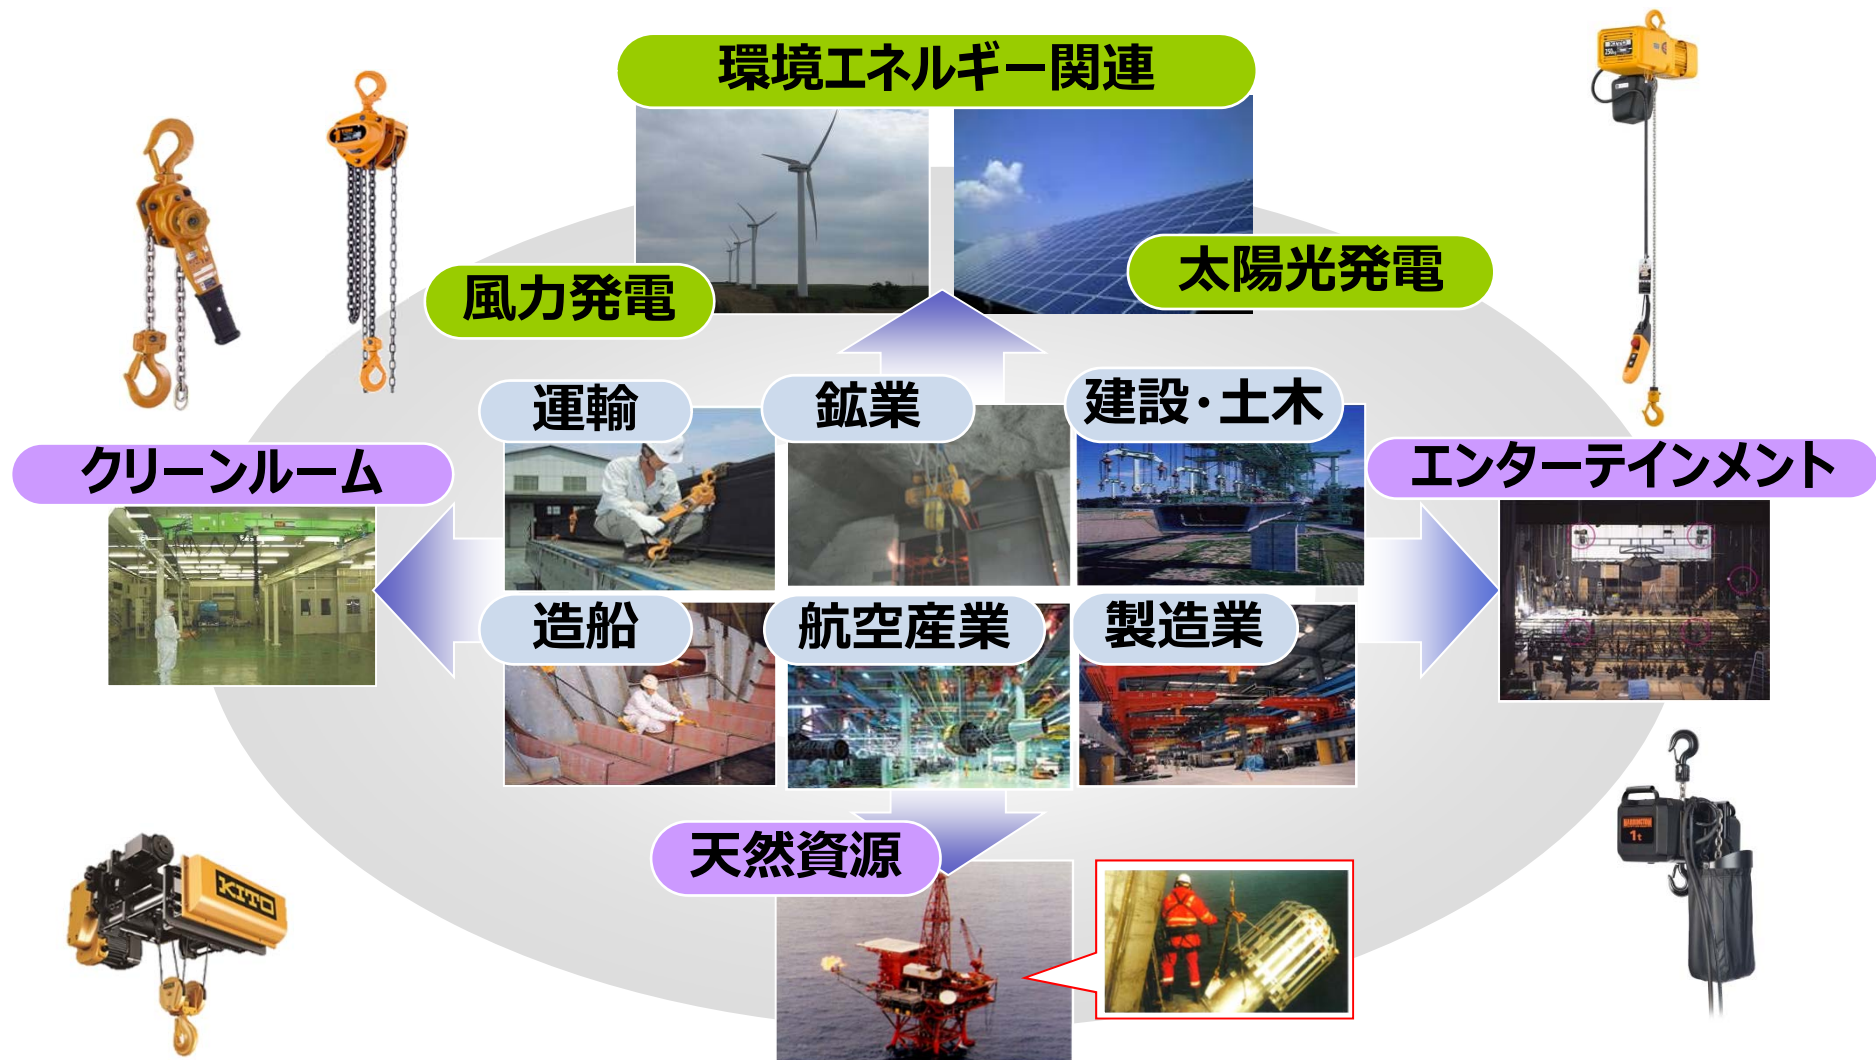 環境エネルギー関連
風力発電
太陽光発電
運輸
鉱業
建設・土木
クリーンルーム
エンターテインメント
造船
航空産業
製造業
天然資源
KITO
HARRINGTON
1t